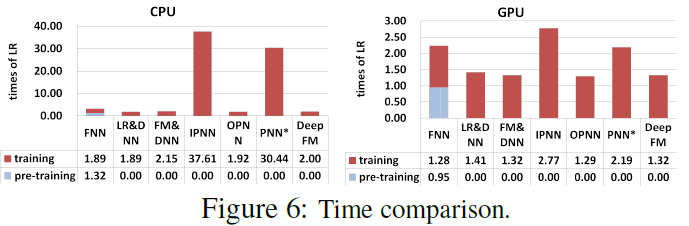 CPU
40.00
30.00
20.00
10.00
0.00
times of LR
FNN
LR&D
NN
FM&
DNN
IPNN
OPN
N
PNN*
Deep
FM
training 1.89 1.89 2.15 37.61 1.92 30.44 2.00
pre-training 1.32 0.00 0.00 0.00 0.00 0.00 0.00
GPU
3.00
2.50
2.00
1.50
1.00
0.50
0.00
times of LR
FNN
LR&D
NN
FM&
DNN
IPNN
OPNN
PNN*
Deep
FM
training 1.28 1.41 1.32 2.77 1.29 2.19 1.32
pre-training 0.95 0.00 0.00 0.00 0.00 0.00 0.00
Figure 6: Time comparison.